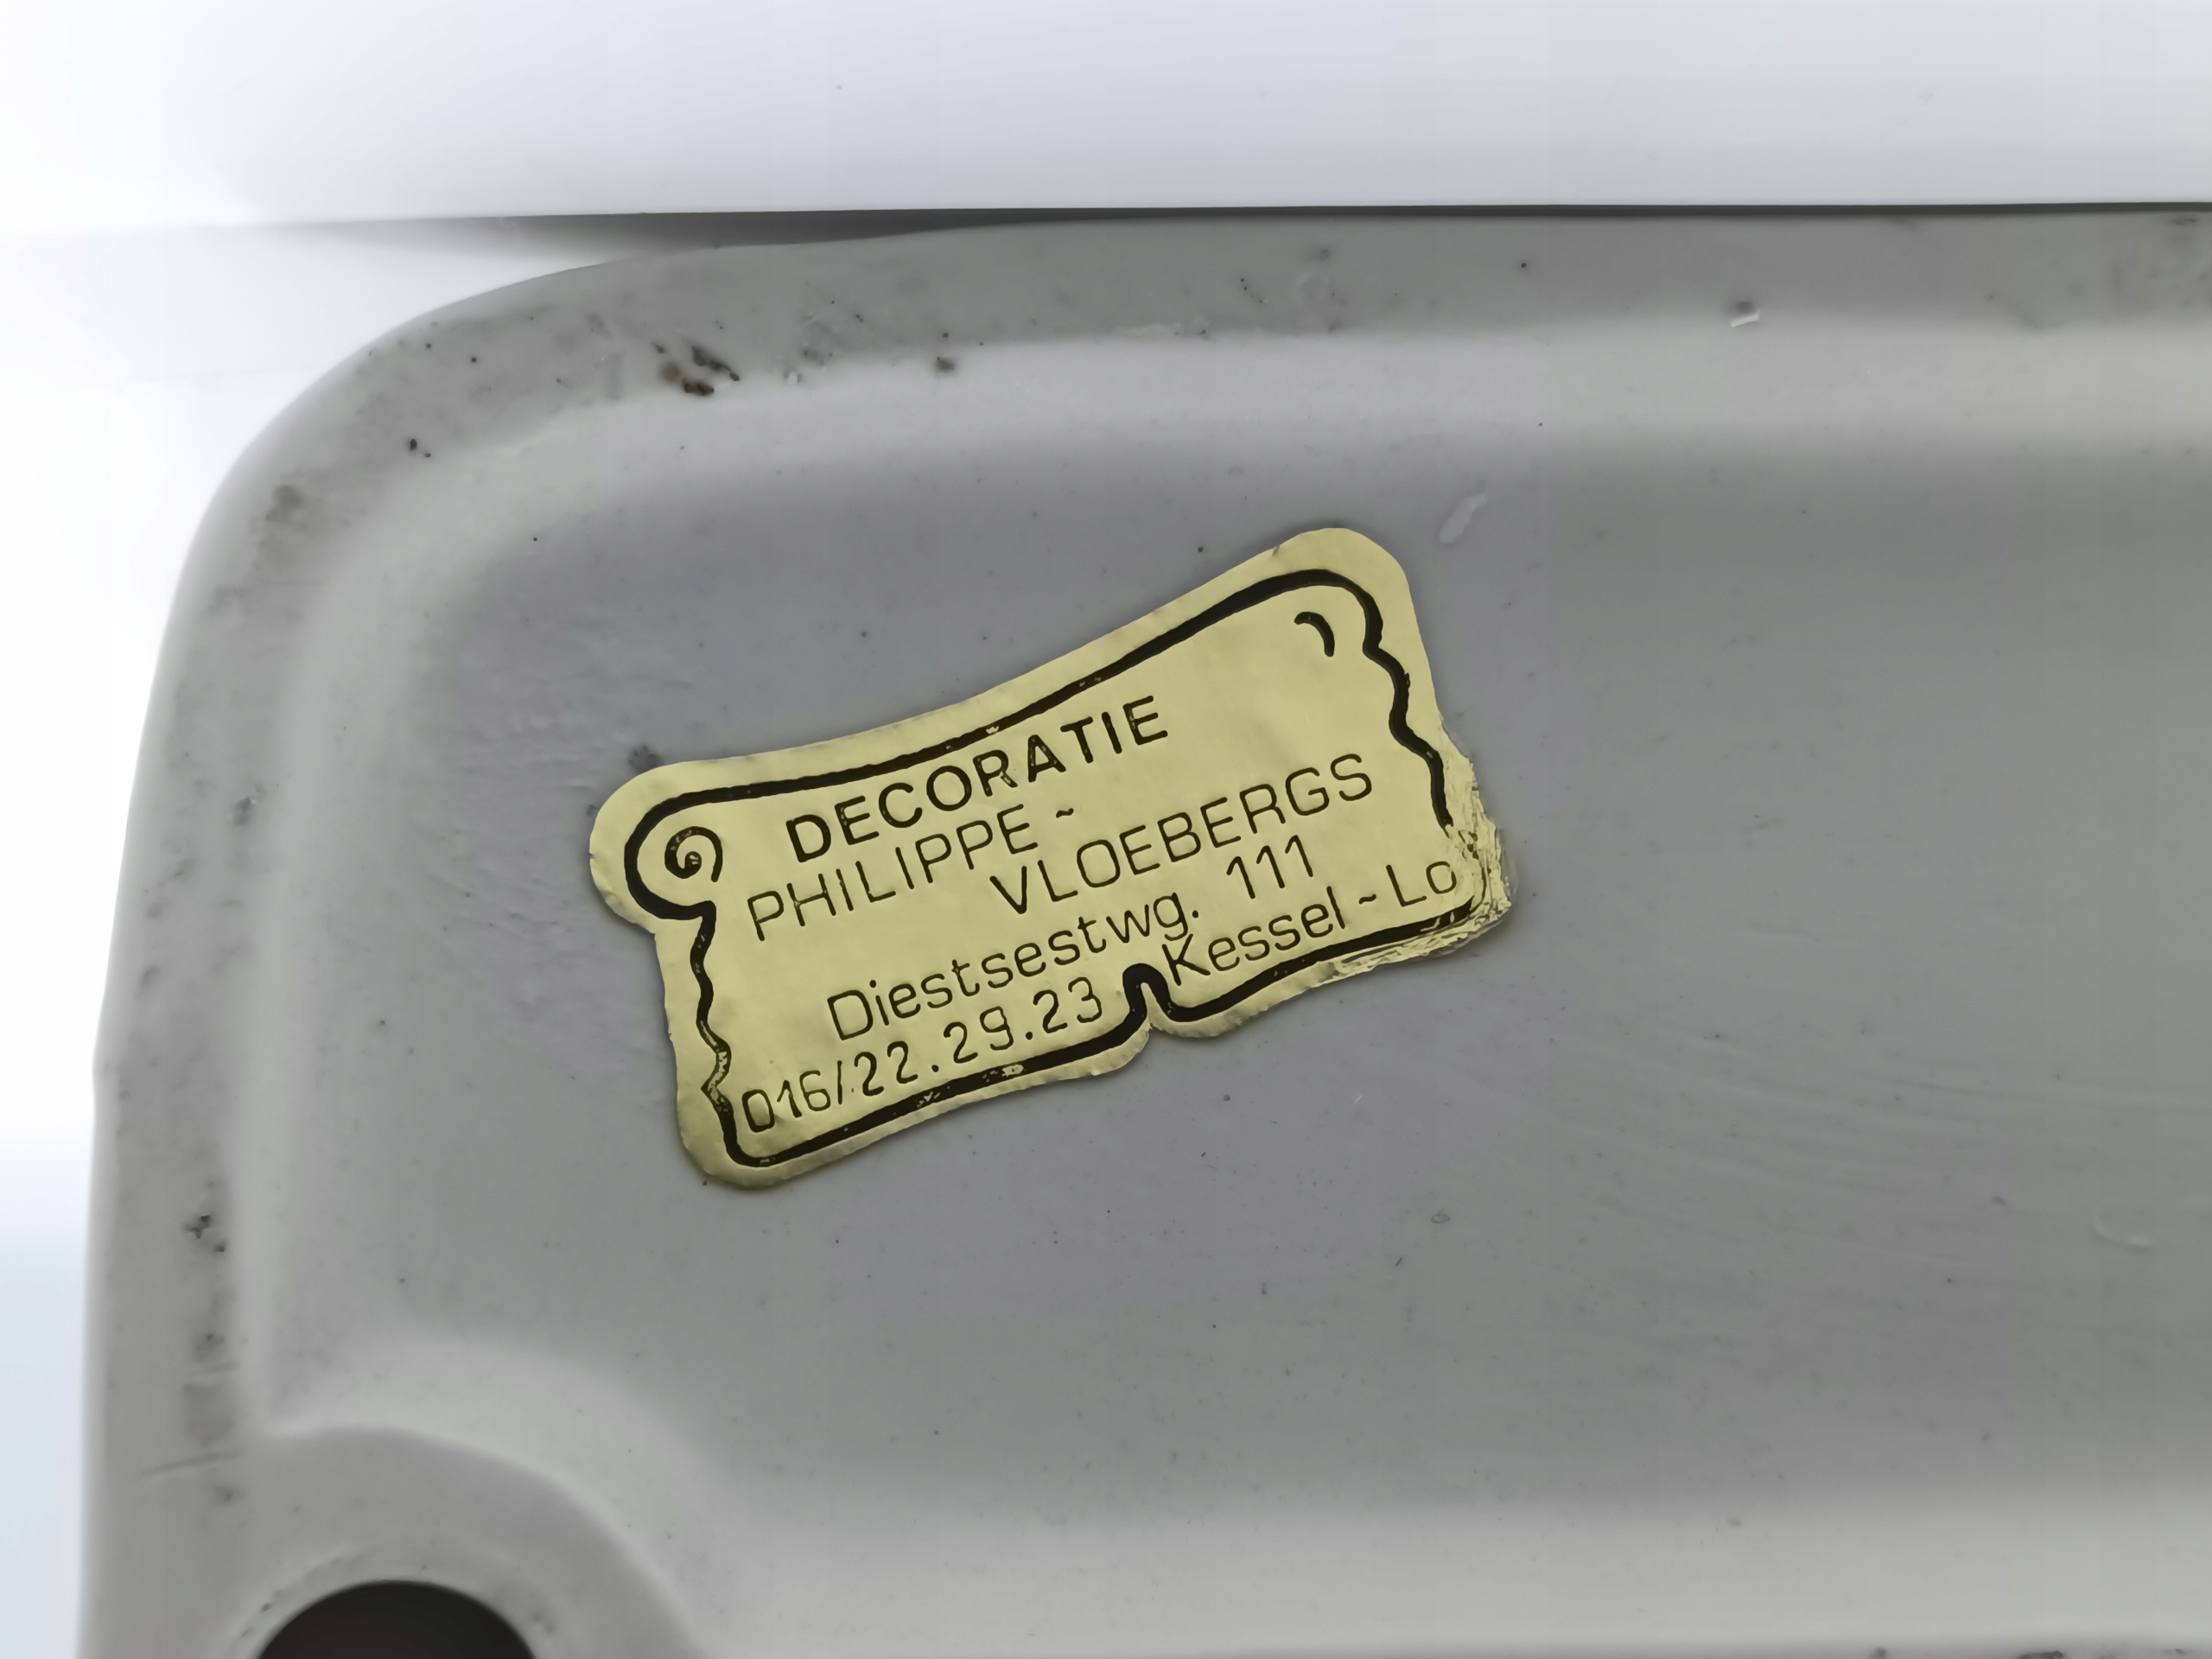 DECORATIE
PHILIPPE ~
VLOEBERGS
Diestsestwg. 111
Kessel ~ Lo
016/22.29.23